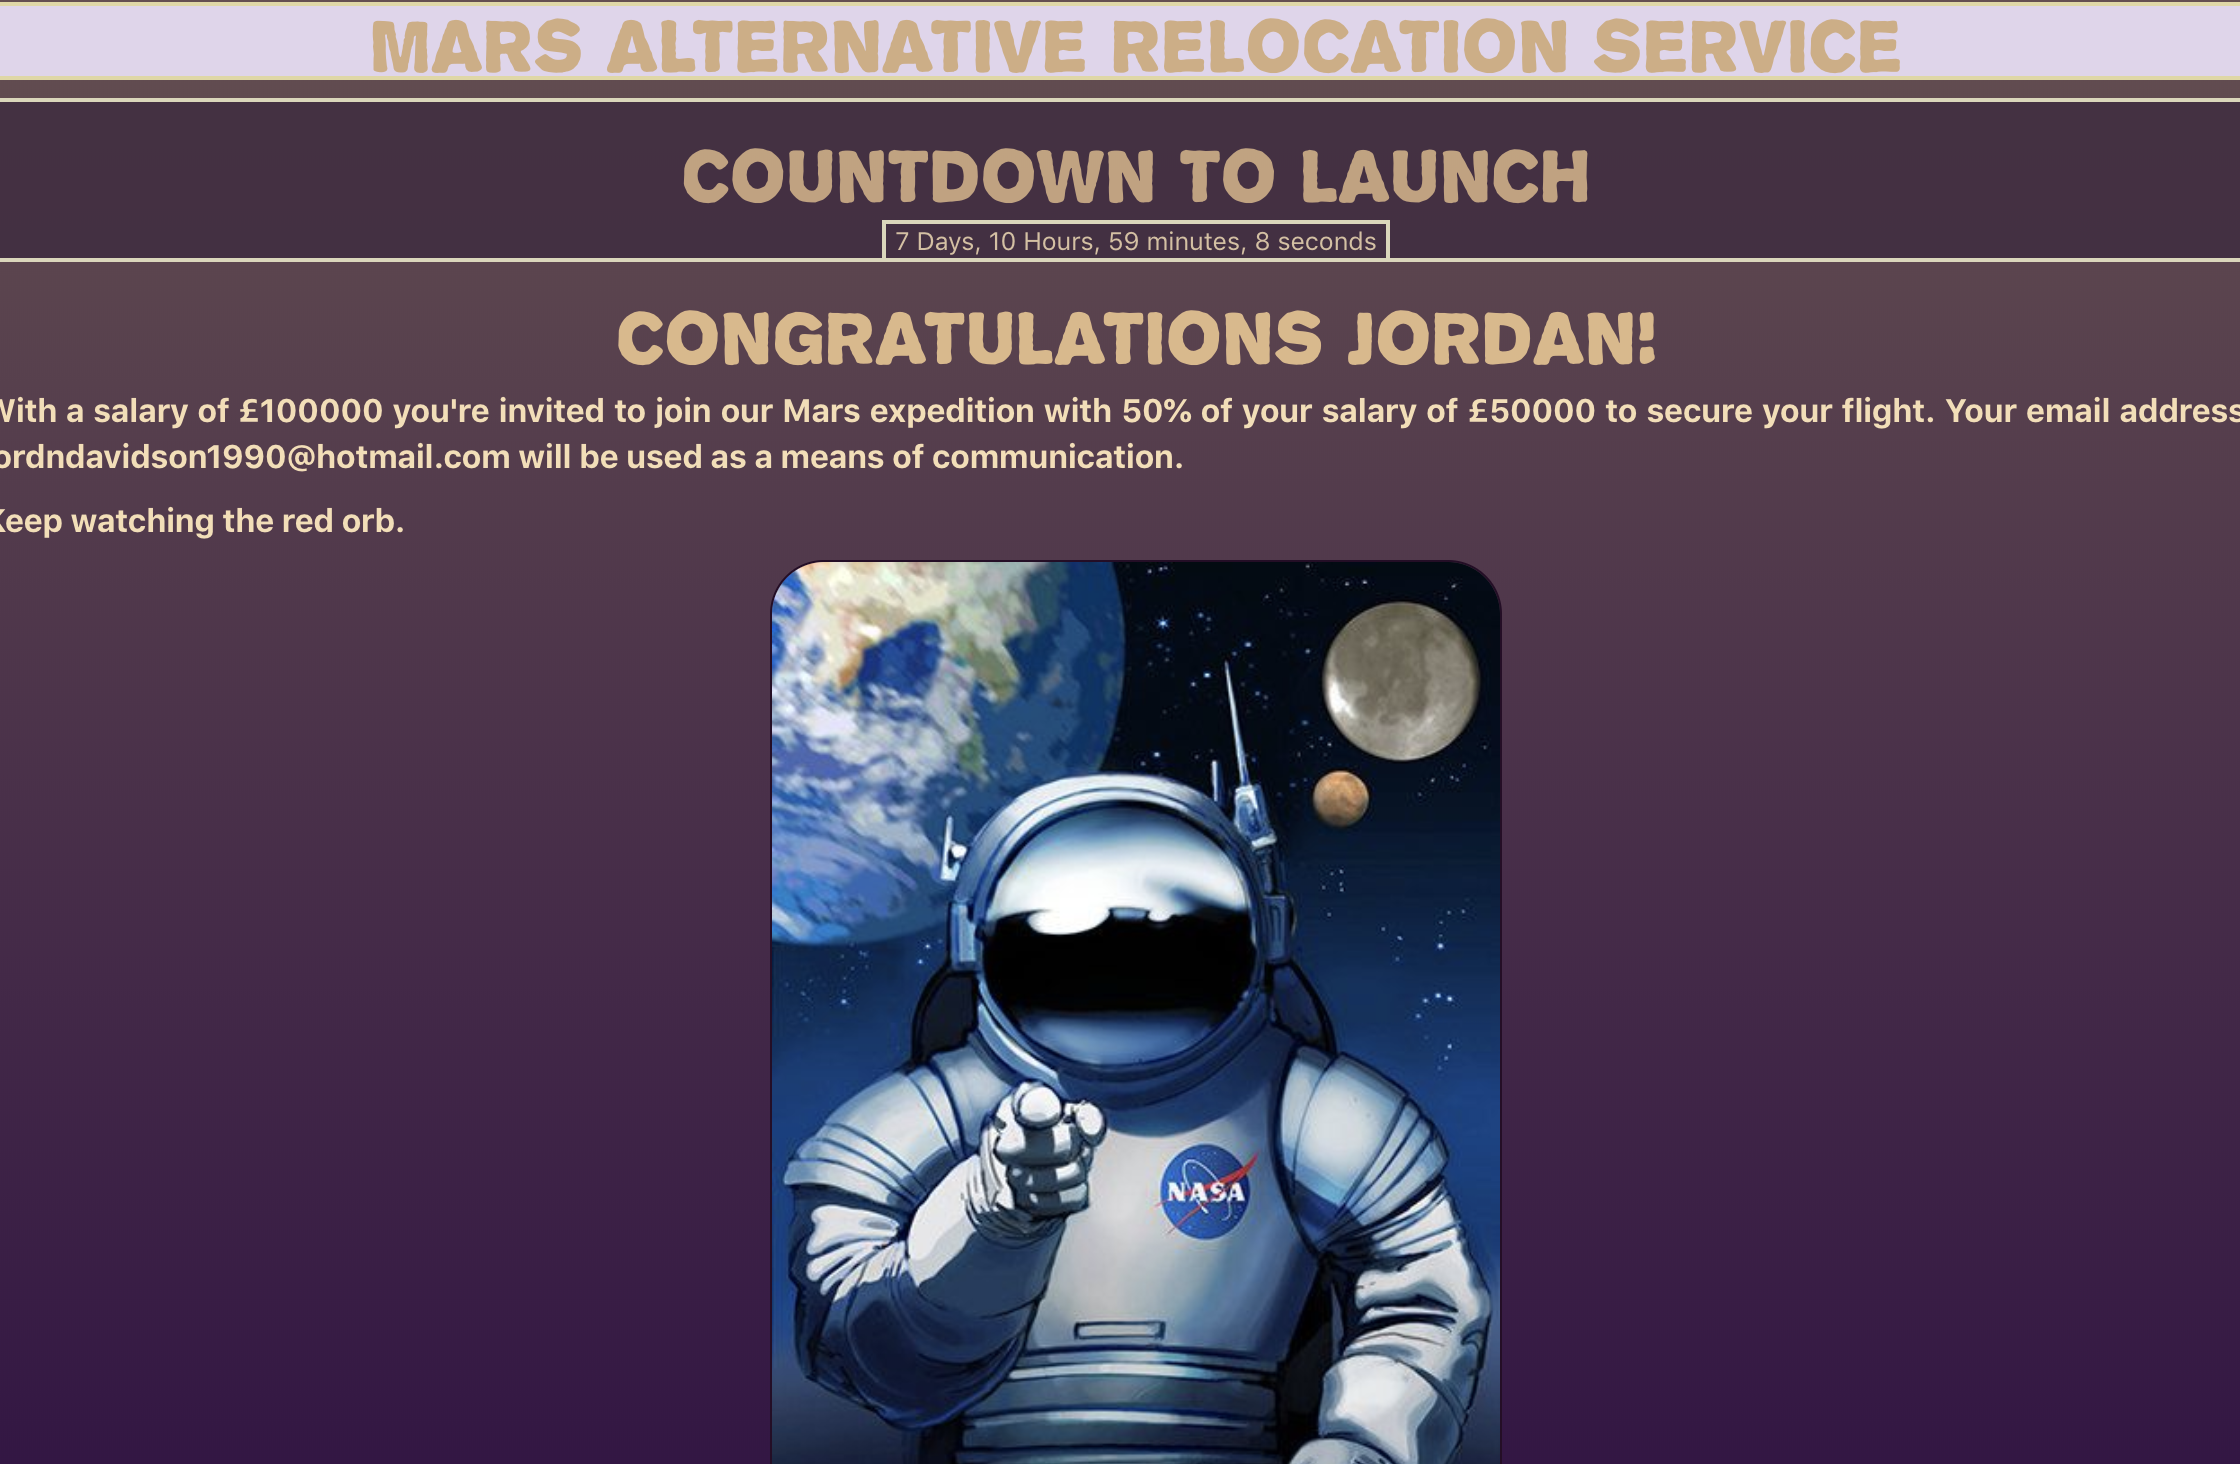 MARS ALTERNATIVE RELOCATION SERVICE
COUNTDOWN TO LAUNCH
7 Days, 10 Hours, 59 minutes, 8 seconds
CONGRATULATIONS JORDAN!
With a salary of £100000 you're invited to join our Mars expedition with 50% of your salary of £50000 to secure your flight. Your email address
ordndavidson1990@hotmail.com will be used as a means of communication.
Keep watching the red orb.
NASA